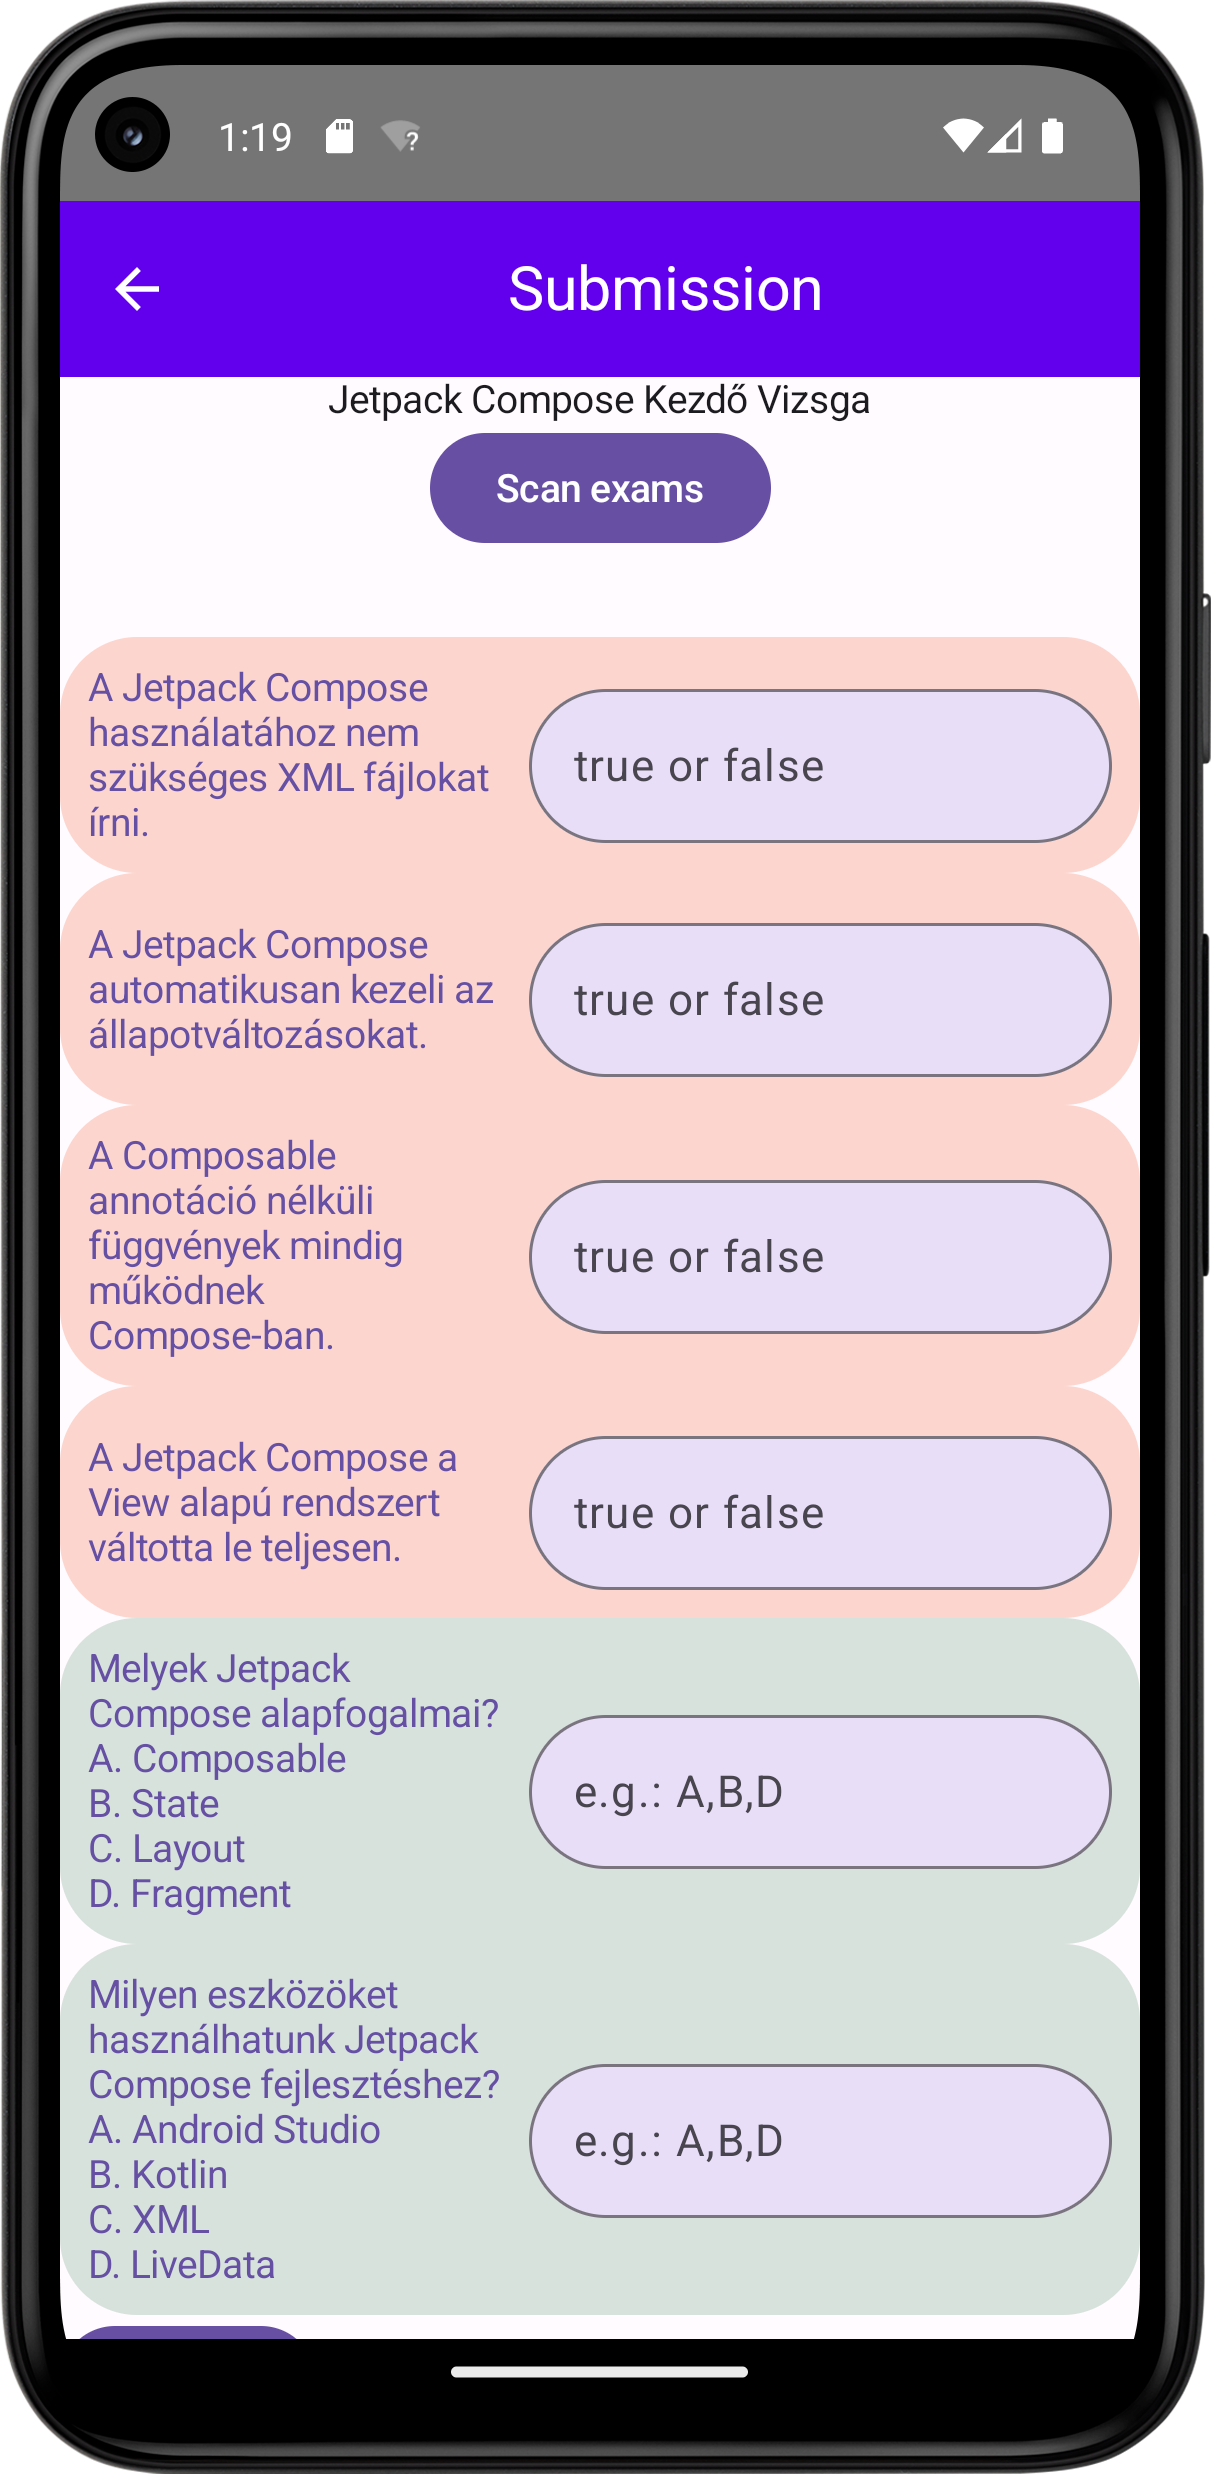 1:19
Submission
Jetpack Compose Kezdő Vizsga
Scan exams
A Jetpack Compose
használatához nem
szükséges XML fájlokat
írni.
true or false
A Jetpack Compose
automatikusan kezeli az
állapotváltozásokat.
true or false
A Composable
annotáció nélküli
függvények mindig
működnek
Compose-ban.
true or false
A Jetpack Compose a
View alapú rendszert
váltotta le teljesen.
true or false
Melyek Jetpack
Compose alapfogalmai?
A. Composable
B. State
C. Layout
D. Fragment
e.g.: A,B,D
Milyen eszközöket
használhatunk Jetpack
Compose fejlesztéshez?
A. Android Studio
B. Kotlin
C. XML
D. LiveData
e.g.: A,B,D